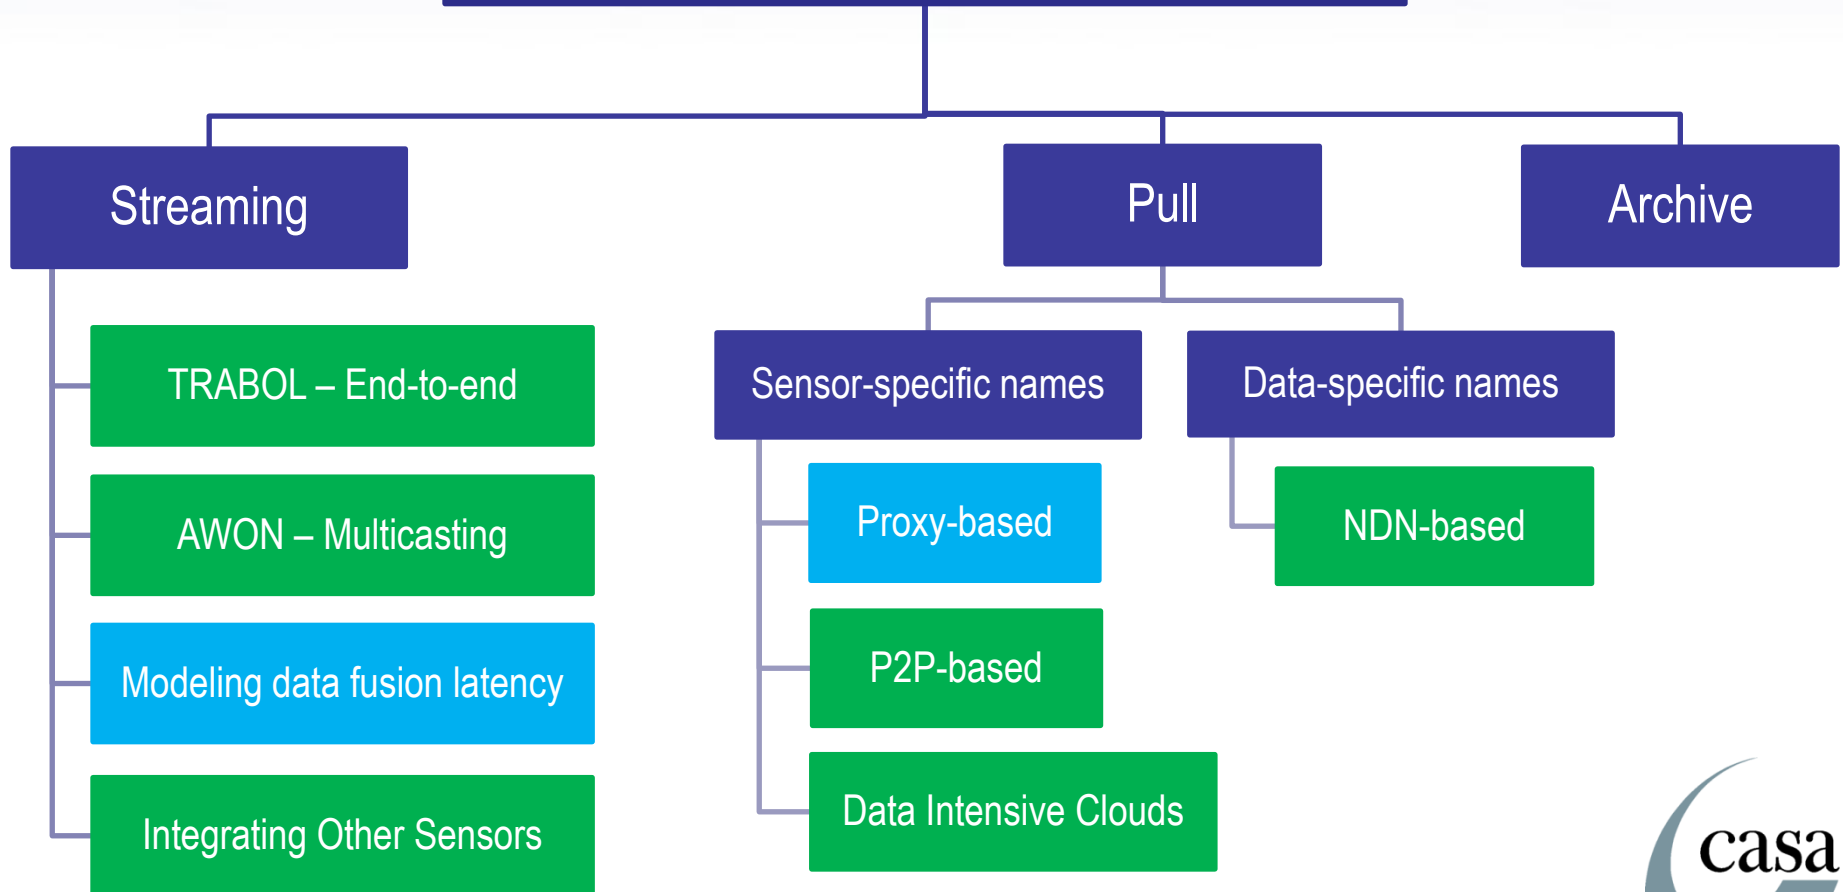 Streaming
Pull
Archive
TRABOL – End-to-end
AWON – Multicasting
Modeling data fusion latency
Integrating Other Sensors
Sensor-specific names
Data-specific names
Proxy-based
P2P-based
Data Intensive Clouds
NDN-based
casa